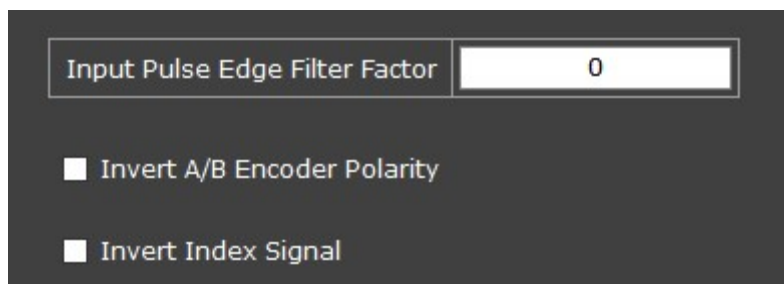 Input Pulse Edge Filter Factor 0
Invert A/B Encoder Polarity
Invert Index Signal